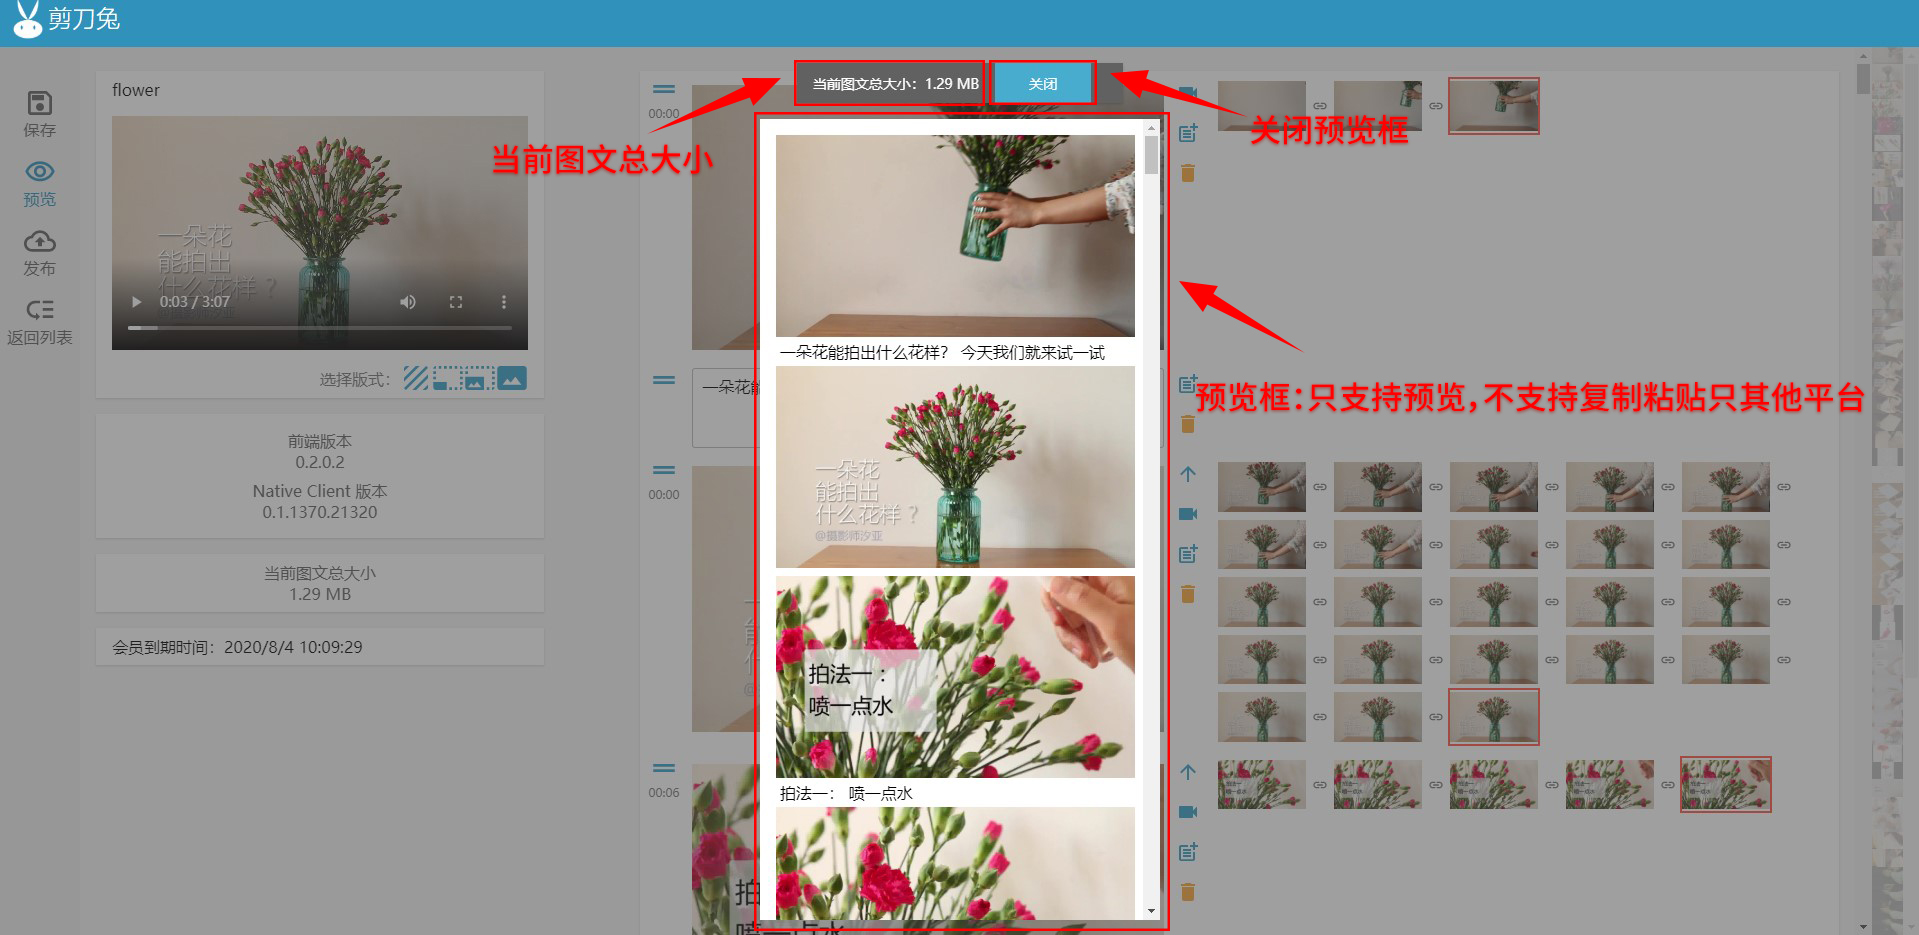 剪刀兔
保存
预览
发布
返回列表
flower
一朵花
能拍出
什么花样？
0:03 / 3:07
选择版式：
前端版本
0.2.0.2
Native Client 版本
0.1.1370.21320
当前图文总大小
1.29 MB
会员到期时间：2020/8/4 10:09:29
当前图文总大小：1.29 MB
关闭
当前图文总大小
关闭预览框
预览框：只支持预览，不支持复制粘贴只其他平台
00:00
一朵花能
00:00
00:06
一朵花能拍出什么花样？ 今天我们就来试一试
一朵花
能拍出
什么花样？
@摄影师汐亚
拍法一：
喷一点水
拍法一： 喷一点水